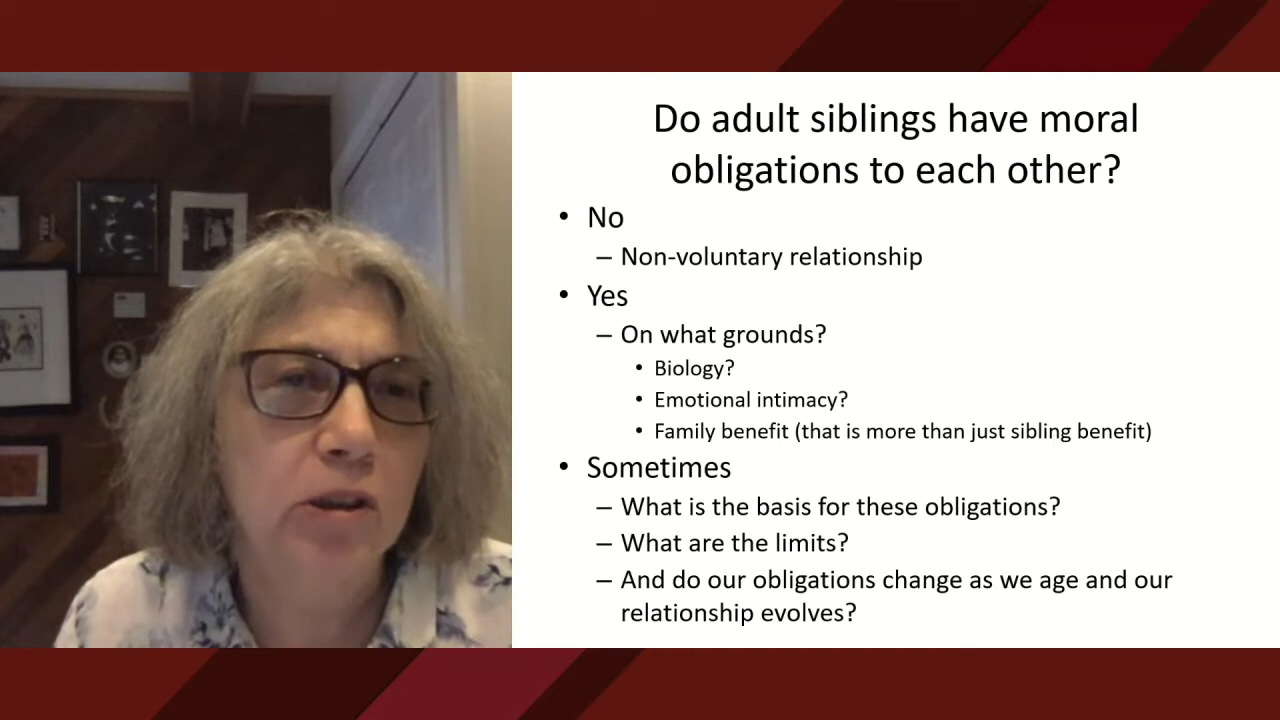 Do adult siblings have moral
obligations to each other?
• No
– Non-voluntary relationship
• Yes
– On what grounds?
• Biology?
• Emotional intimacy?
• Family benefit (that is more than just sibling benefit)
• Sometimes
– What is the basis for these obligations?
– What are the limits?
– And do our obligations change as we age and our
relationship evolves?